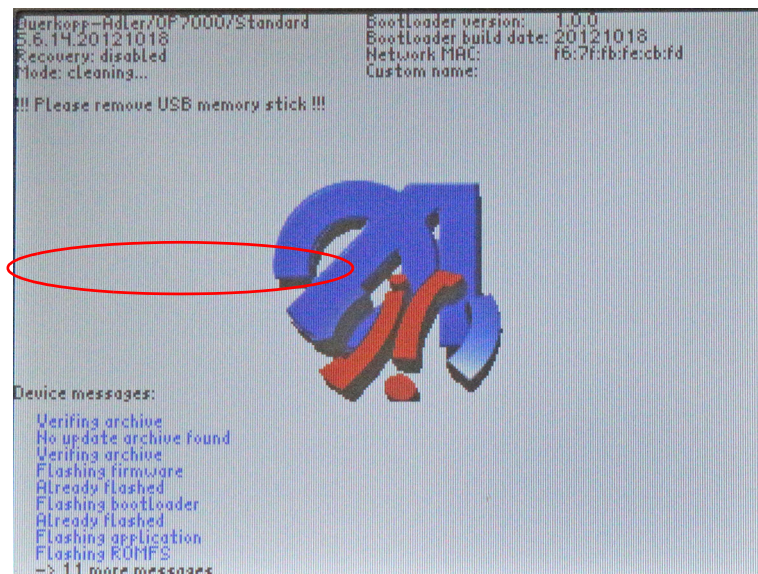 Duerkopp-Adler/OP7000/Standard
5.6.14.20121018
Recovery: disabled
Mode: cleaning...
Bootloader version: 1.0.0
Bootloader build date: 20121018
Network MAC: f6:7f:fb:fe:cb:fd
Custom name:
!!! Please remove USB memory stick !!!
Device messages:
Verifing archive
No update archive found
Verifing archive
Flashing firmware
Already flashed
Flashing bootloader
Already flashed
Flashing application
Flashing ROMFS
-> 11 more messages